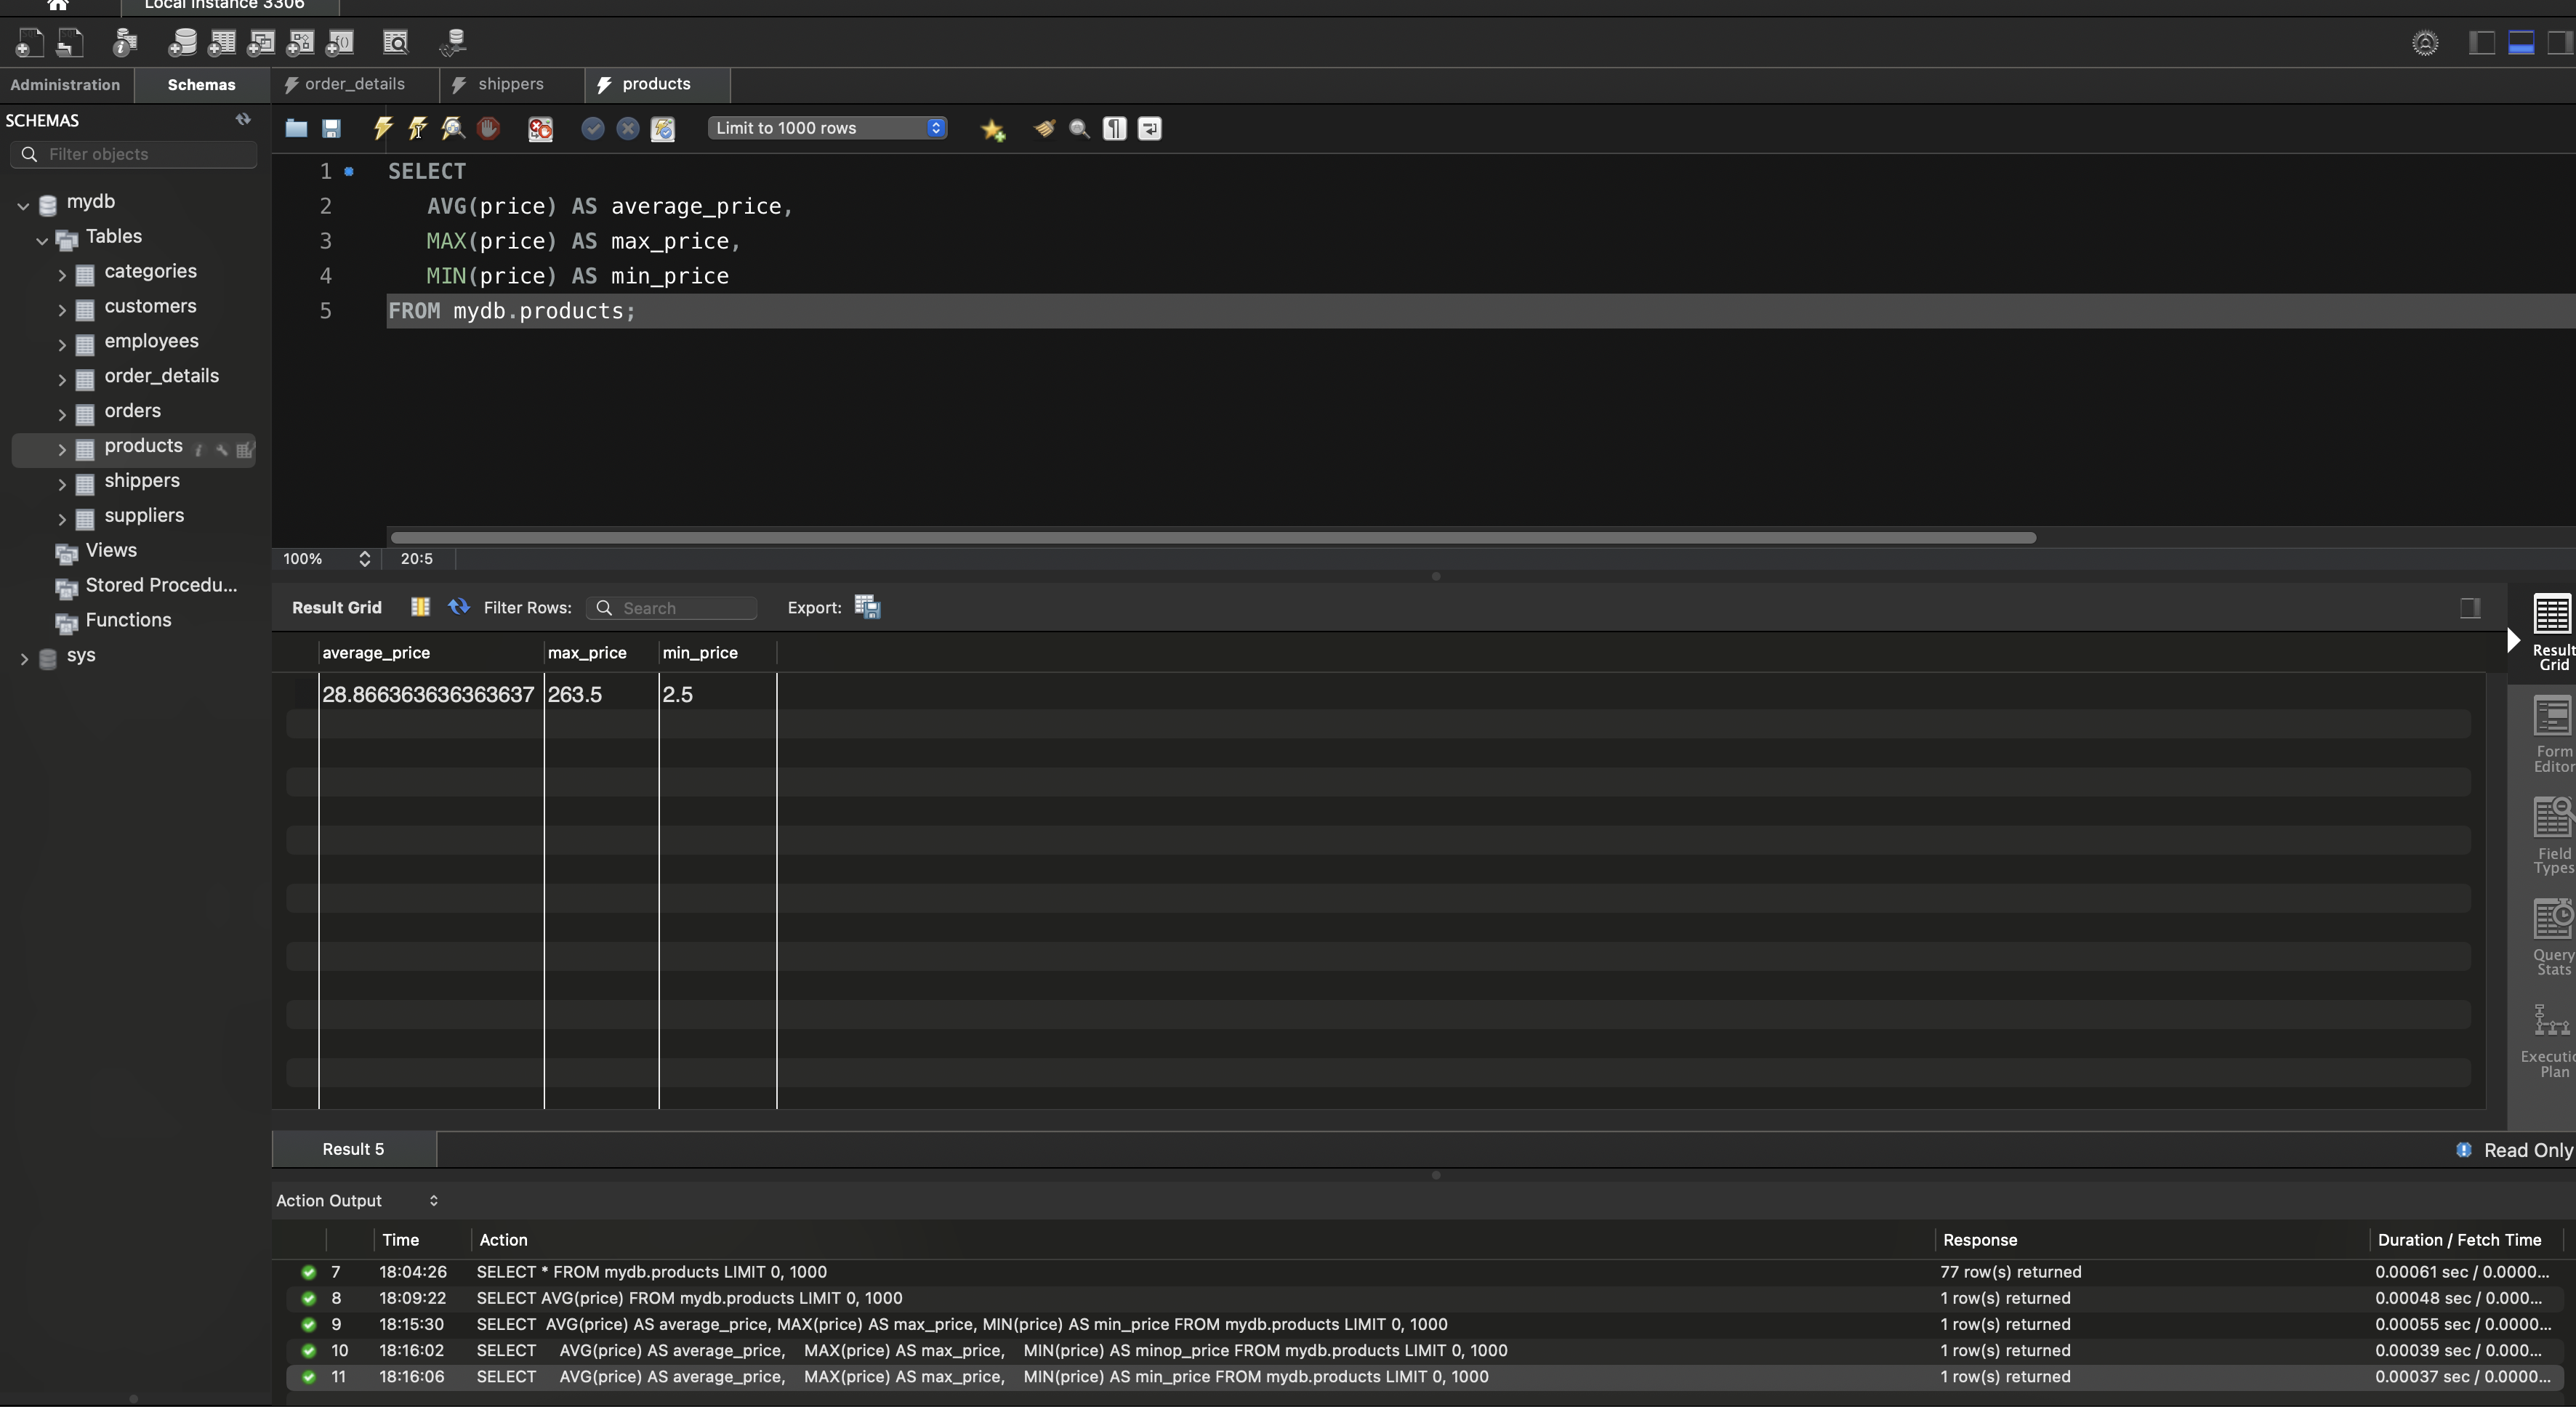 Local instance 3306
Administration Schemas order_details shippers products
SCHEMAS
Filter objects
Limit to 1000 rows
mydb
Tables
categories
customers
employees
order_details
orders
products
shippers
suppliers
Views
Stored Procedu...
Functions
sys
1 SELECT
2 AVG(price) AS average_price,
3 MAX(price) AS max_price,
4 MIN(price) AS min_price
5 FROM mydb.products;
100% 20:5
Result Grid Filter Rows: Search Export:
average_price max_price min_price
28.866363636363637 263.5 2.5
Result
Grid
Form
Editor
Field
Types
Query
Stats
Executio
Plan
Result 5 Read Only
Action Output
Time Action Response Duration / Fetch Time
7 18:04:26 SELECT * FROM mydb.products LIMIT 0, 1000 77 row(s) returned 0.00061 sec / 0.0000...
8 18:09:22 SELECT AVG(price) FROM mydb.products LIMIT 0, 1000 1 row(s) returned 0.00048 sec / 0.000...
9 18:15:30 SELECT AVG(price) AS average_price, MAX(price) AS max_price, MIN(price) AS min_price FROM mydb.products LIMIT 0, 1000 1 row(s) returned 0.00055 sec / 0.0000...
10 18:16:02 SELECT AVG(price) AS average_price, MAX(price) AS max_price, MIN(price) AS minop_price FROM mydb.products LIMIT 0, 1000 1 row(s) returned 0.00039 sec / 0.000...
11 18:16:06 SELECT AVG(price) AS average_price, MAX(price) AS max_price, MIN(price) AS min_price FROM mydb.products LIMIT 0, 1000 1 row(s) returned 0.00037 sec / 0.0000...